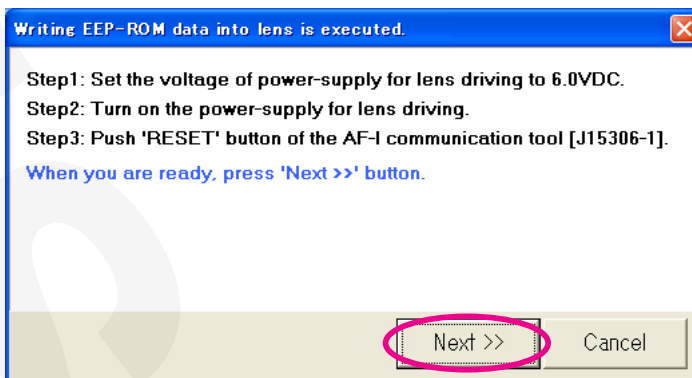 Writing EEP-ROM data into lens is executed.
Step1: Set the voltage of power-supply for lens driving to 6.0VDC.
Step2: Turn on the power-supply for lens driving.
Step3: Push 'RESET' button of the AF-I communication tool [J15306-1].
When you are ready, press 'Next >>' button.
Next >> Cancel